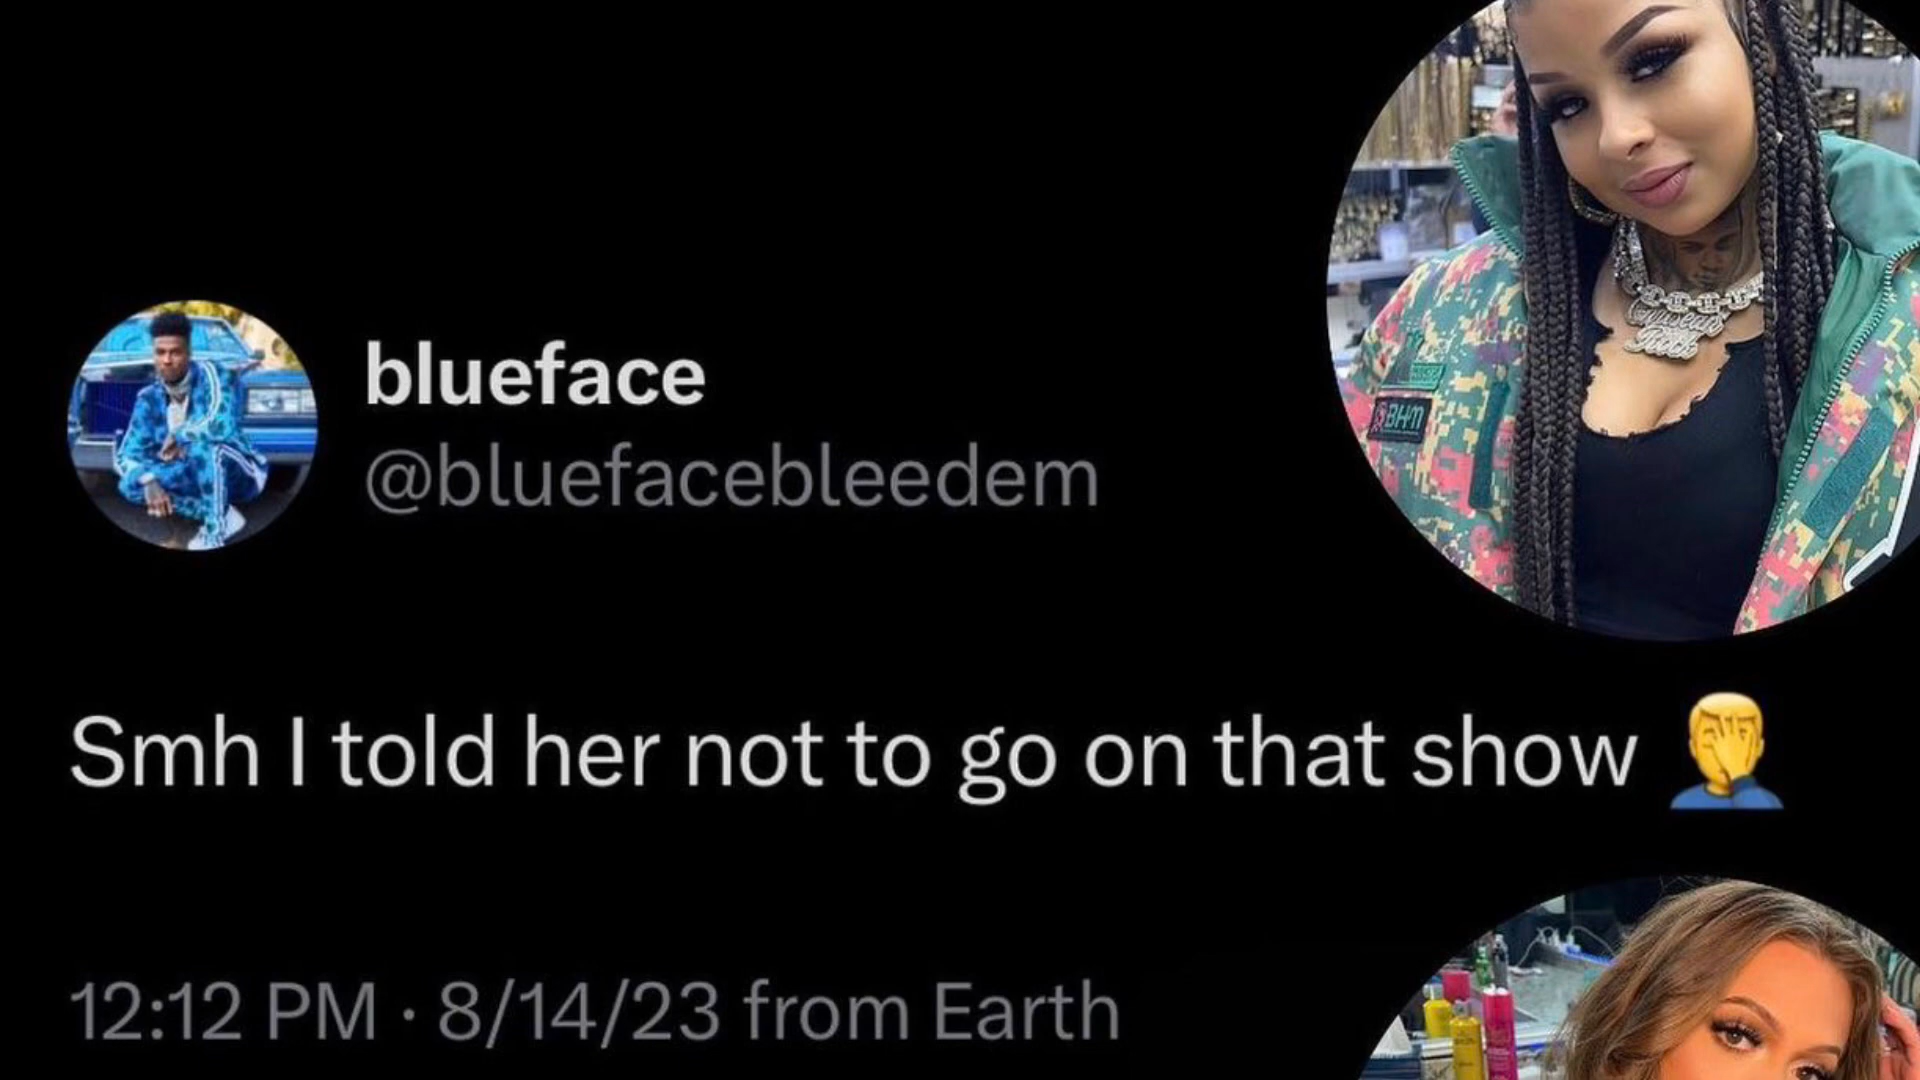 blueface
@bluefacebleedem
BHM
Smh I told her not to go on that show 🤦‍♂️
12:12 PM · 8/14/23 from Earth